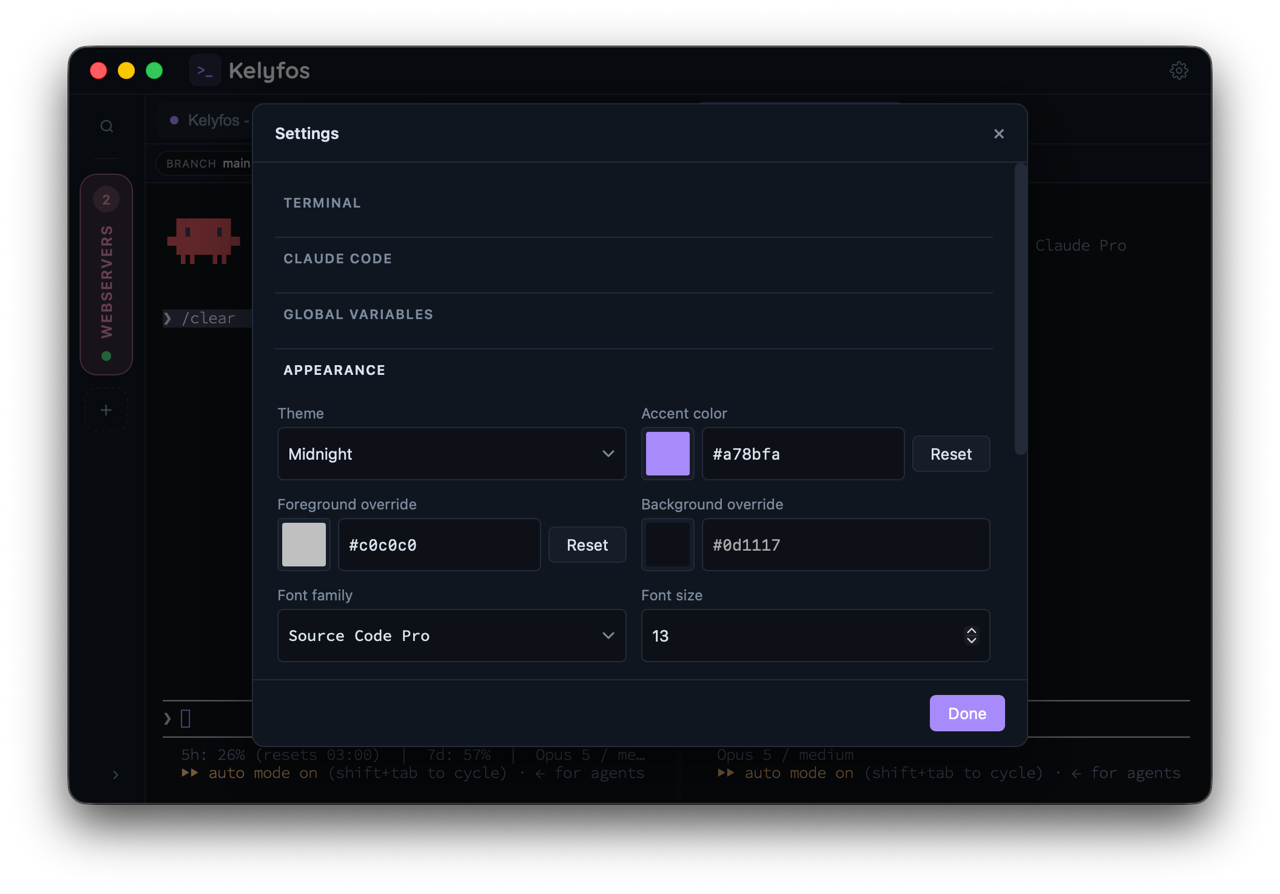 >_ Kelyfos
Kelyfos -
BRANCH main
2
WEBSERVERS
+
Claude Pro
❯ /clear
Settings
×
TERMINAL
CLAUDE CODE
GLOBAL VARIABLES
APPEARANCE
Theme
Accent color
Midnight
#a78bfa
Reset
Foreground override
Background override
#c0c0c0
Reset
#0d1117
Font family
Font size
Source Code Pro
13
Done
❯
5h: 26% (resets 03:00) | 7d: 57% | Opus 5 / me…
Opus 5 / medium
▶▶ auto mode on (shift+tab to cycle) · ← for agents
▶▶ auto mode on (shift+tab to cycle) · ← for agents